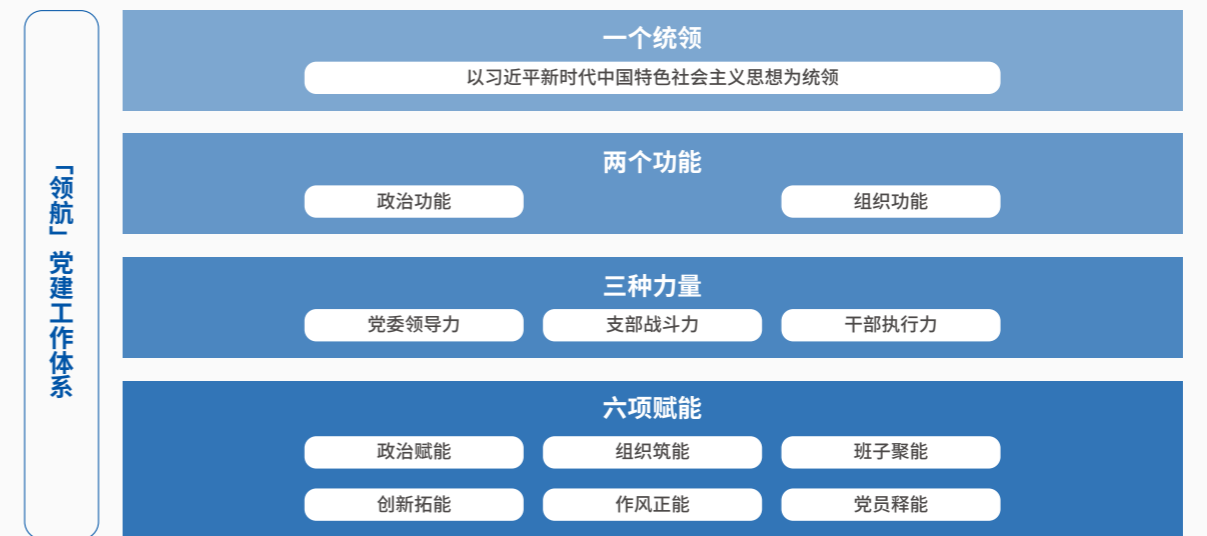 「领航」党建工作体系
一个统领
以习近平新时代中国特色社会主义思想为统领
两个功能
政治功能
组织功能
三种力量
党委领导力
支部战斗力
干部执行力
六项赋能
政治赋能
组织筑能
班子聚能
创新拓能
作风正能
党员释能